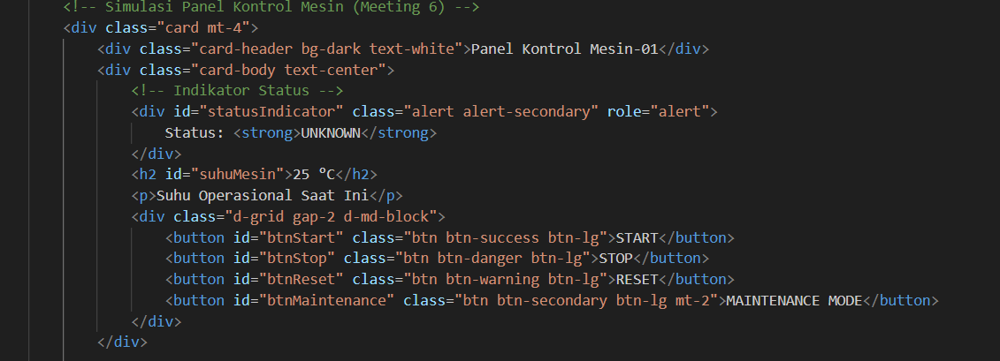 <!-- Simulasi Panel Kontrol Mesin (Meeting 6) -->
<div class="card mt-4">
<div class="card-header bg-dark text-white">Panel Kontrol Mesin-01</div>
<div class="card-body text-center">
<!-- Indikator Status -->
<div id="statusIndicator" class="alert alert-secondary" role="alert">
Status: <strong>UNKNOWN</strong>
</div>
<h2 id="suhuMesin">25 °C</h2>
<p>Suhu Operasional Saat Ini</p>
<div class="d-grid gap-2 d-md-block">
<button id="btnStart" class="btn btn-success btn-lg">START</button>
<button id="btnStop" class="btn btn-danger btn-lg">STOP</button>
<button id="btnReset" class="btn btn-warning btn-lg">RESET</button>
<button id="btnMaintenance" class="btn btn-secondary btn-lg mt-2">MAINTENANCE MODE</button>
</div>
</div>